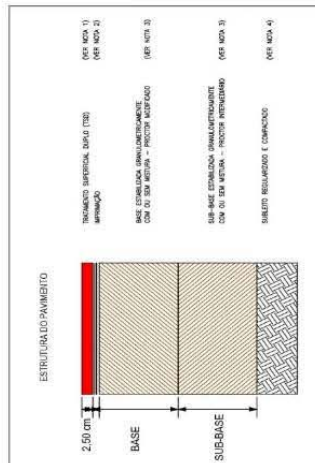 ESTRUTURA DO PAVIMENTO
2.50 cm
BASE
SUB-BASE
TRATAMENTO SUPERFICIAL DUPLO (TSD) (VER NOTA 1)
IMPRIMAÇÃO (VER NOTA 2)
BASE ESTABILIZADA GRANULOMETRICAMENTE (VER NOTA 3)
COM OU SEM MISTURA - PROCTOR MODIFICADO
SUB-BASE ESTABILIZADA GRANULOMETRICAMENTE (VER NOTA 3)
COM OU SEM MISTURA - PROCTOR INTERMEDIÁRIO
SUBLEITO REGULARIZADO E COMPACTADO (VER NOTA 4)